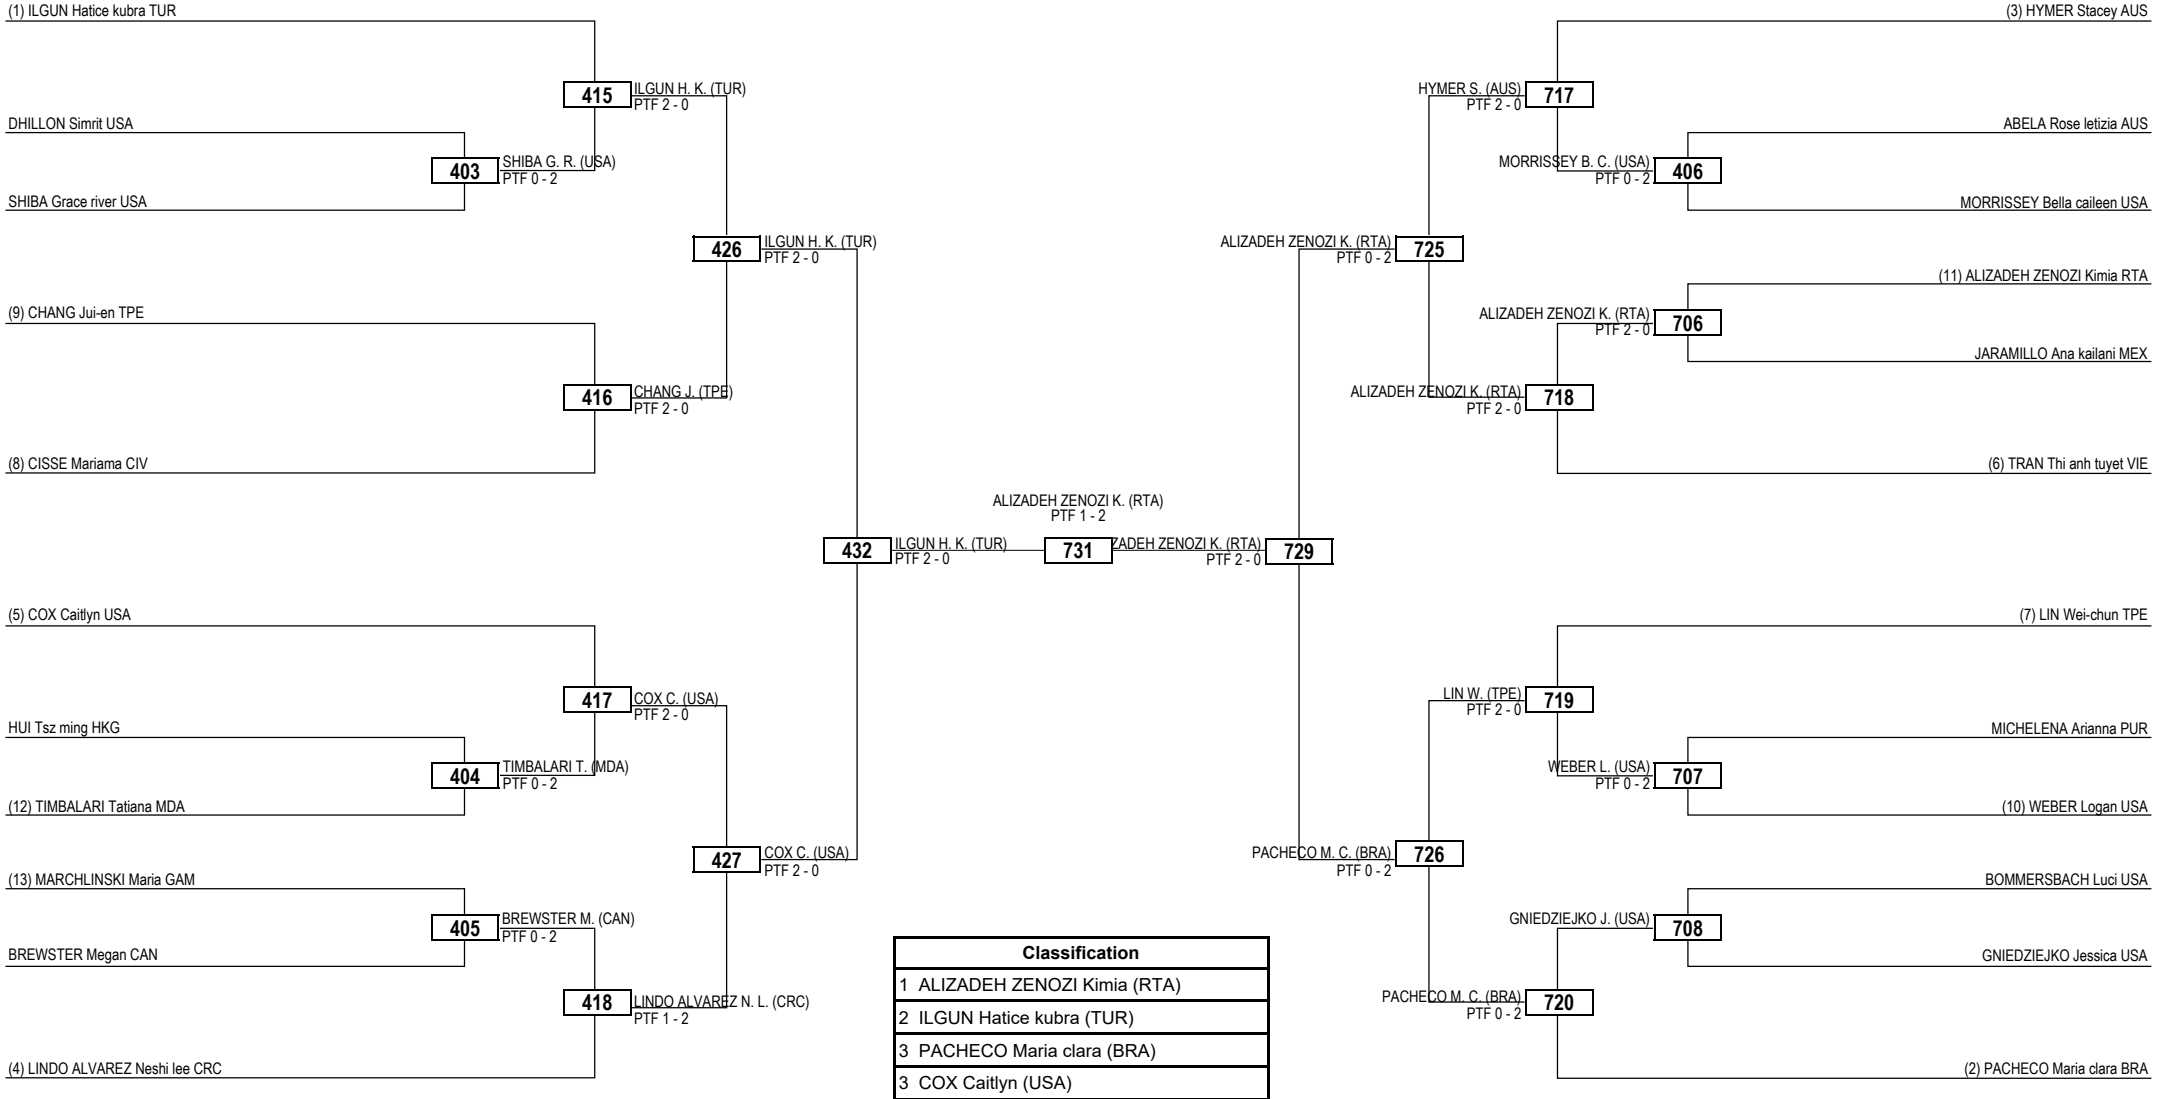 (1) ILGUN Hatice kubra TUR
(3) HYMER Stacey AUS
415
ILGUN H. K. (TUR)
PTF 2 - 0
HYMER S. (AUS)
PTF 2 - 0
717
DHILLON Simrit USA
ABELA Rose letizia AUS
403
SHIBA G. R. (USA)
PTF 0 - 2
MORRISSEY B. C. (USA)
PTF 0 - 2
406
SHIBA Grace river USA
MORRISSEY Bella caileen USA
426
ILGUN H. K. (TUR)
PTF 2 - 0
ALIZADEH ZENOZI K. (RTA)
PTF 0 - 2
725
(11) ALIZADEH ZENOZI Kimia RTA
(9) CHANG Jui-en TPE
ALIZADEH ZENOZI K. (RTA)
PTF 2 - 0
706
JARAMILLO Ana kailani MEX
416
CHANG J. (TPE)
PTF 2 - 0
ALIZADEH ZENOZI K. (RTA)
PTF 2 - 0
718
(8) CISSE Mariama CIV
(6) TRAN Thi anh tuyet VIE
ALIZADEH ZENOZI K. (RTA)
PTF 1 - 2
432
ILGUN H. K. (TUR)
PTF 2 - 0
731
ZADEH ZENOZI K. (RTA)
PTF 2 - 0
729
(5) COX Caitlyn USA
(7) LIN Wei-chun TPE
417
COX C. (USA)
PTF 2 - 0
LIN W. (TPE)
PTF 2 - 0
719
HUI Tsz ming HKG
MICHELENA Arianna PUR
404
TIMBALARI T. (MDA)
PTF 0 - 2
WEBER L. (USA)
PTF 0 - 2
707
(12) TIMBALARI Tatiana MDA
(10) WEBER Logan USA
427
COX C. (USA)
PTF 2 - 0
PACHECO M. C. (BRA)
PTF 0 - 2
726
(13) MARCHLINSKI Maria GAM
BOMMERSBACH Luci USA
405
BREWSTER M. (CAN)
PTF 0 - 2
GNIEDZIEJKO J. (USA)
708
BREWSTER Megan CAN
GNIEDZIEJKO Jessica USA
418
LINDO ALVAREZ N. L. (CRC)
PTF 1 - 2
PACHECO M. C. (BRA)
PTF 0 - 2
720
(4) LINDO ALVAREZ Neshi lee CRC
(2) PACHECO Maria clara BRA
Classification
1 ALIZADEH ZENOZI Kimia (RTA)
2 ILGUN Hatice kubra (TUR)
3 PACHECO Maria clara (BRA)
3 COX Caitlyn (USA)